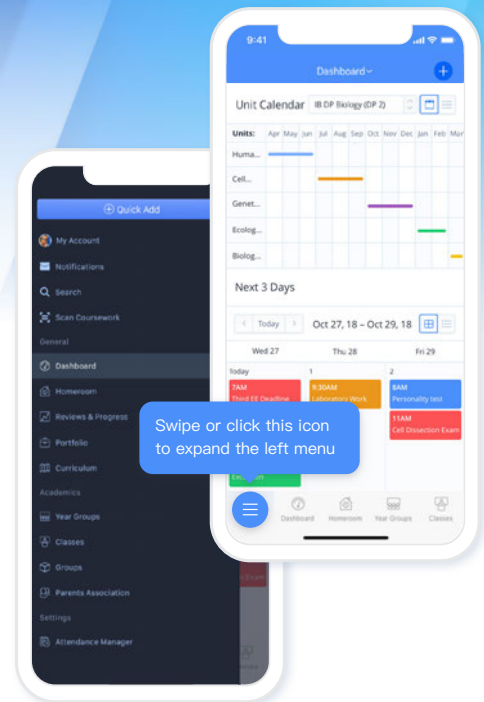 9:41
Dashboard
Unit Calendar
IB DP Biology (DP 2)
Units: Apr May Jun Jul Aug Sep Oct Nov Dec Jan Feb Mar
Huma...
Cell...
Genet...
Ecolog...
Biolog...
Next 3 Days
Today
Oct 27, 18 – Oct 29, 18
Wed 27 Thu 28 Fri 29
Today 1 2
7AM
Third EE Deadline
9:30AM
Laboratory Work
8AM
Personality test
11AM
Cell Dissection Exam
Dashboard Homeroom Year Groups Classes
Swipe or click this icon
to expand the left menu
Quick Add
My Account
Notifications
Search
Scan Coursework
General
Dashboard
Homeroom
Reviews & Progress
Portfolio
Curriculum
Academics
Year Groups
Classes
Groups
Parents Association
Settings
Attendance Manager
Exam